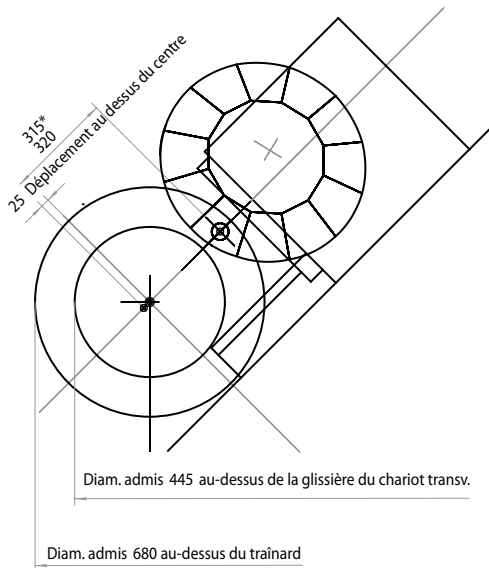 315*
320
25 Déplacement au dessus du centre
Diam. admis 445 au-dessus de la glissière du chariot transv.
Diam. admis 680 au-dessus du traînard